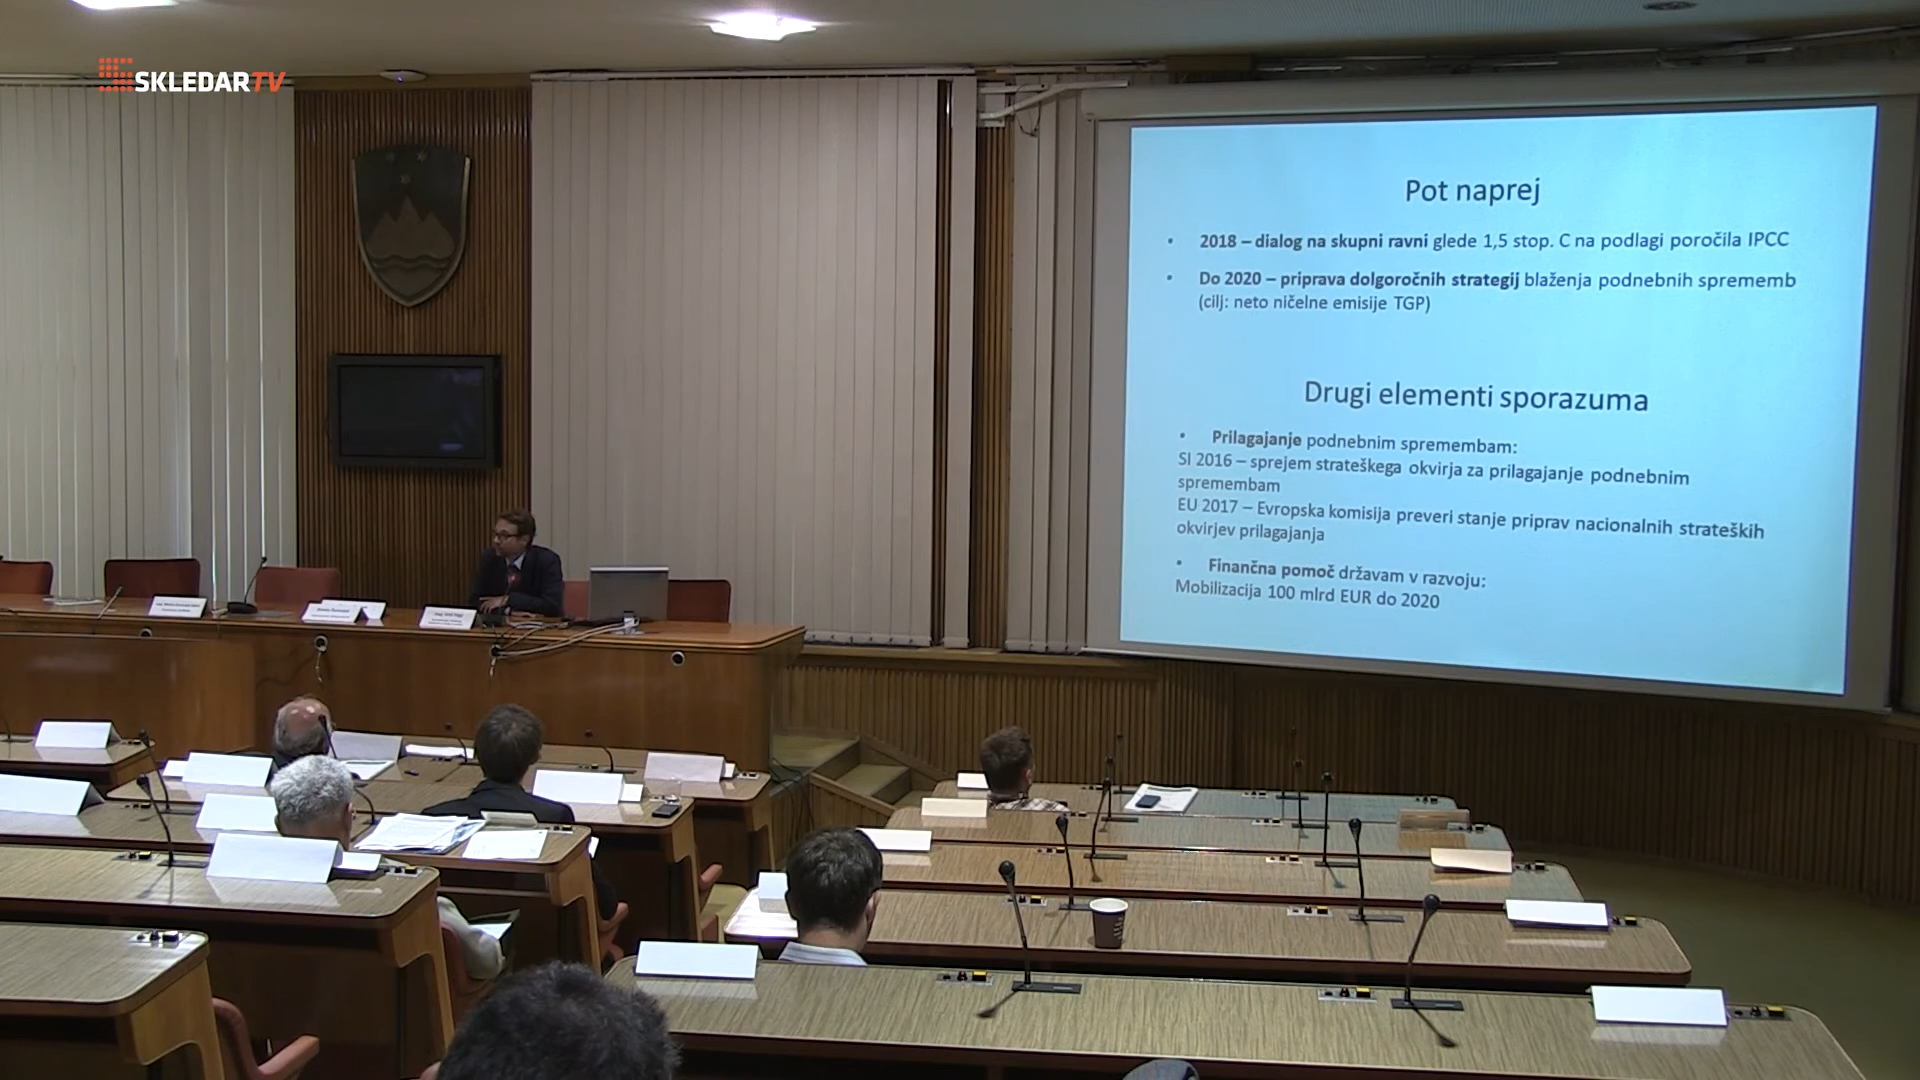 SKLEDARTV
Pot naprej
• 2018 – dialog na skupni ravni glede 1,5 stop. C na podlagi poročila IPCC
• Do 2020 – priprava dolgoročnih strategij blaženja podnebnih sprememb
(cilj: neto ničelne emisije TGP)
Drugi elementi sporazuma
• Prilagajanje podnebnim spremembam:
SI 2016 – sprejem strateškega okvirja za prilagajanje podnebnim
spremembam
EU 2017 – Evropska komisija preveri stanje priprav nacionalnih strateških
okvirjev prilagajanja
• Finančna pomoč državam v razvoju:
Mobilizacija 100 mlrd EUR do 2020